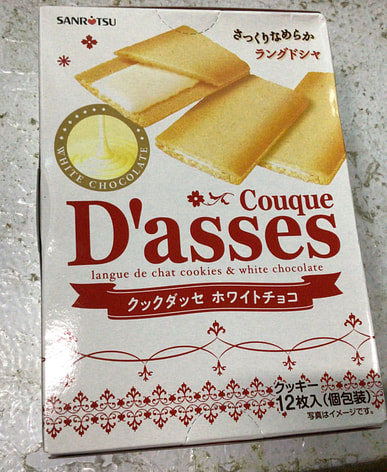 SANRITSU
さっくりなめらか
ラングドシャ
WHITE CHOCOLATE
Couque
D'asses
langue de chat cookies & white chocolate
クックダッセ ホワイトチョコ
クッキー
12枚入(個包装)
写真はイメージです。